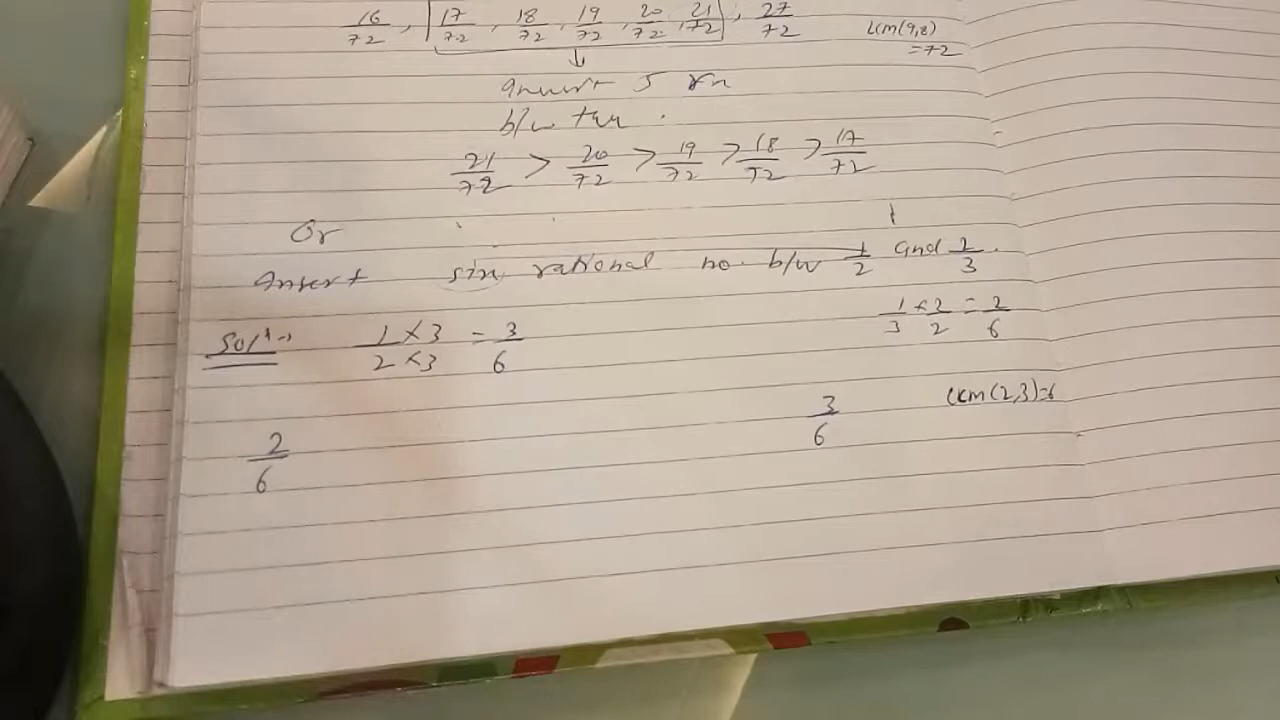 16/72, 17/72, 18/72, 19/72, 20/72, 21/72, 27/72 LCM(9,8)
=72
insert 5 rn
b/w
21/72 > 20/72 > 19/72 > 18/72 > 17/72
Or
insert six rational no. b/w 1/2 and 1/3.
Solⁿ→ 1×3/2×3 = 3/6 1×2/3 2 = 2/6
2/6 3/6 LCM(2,3)=6